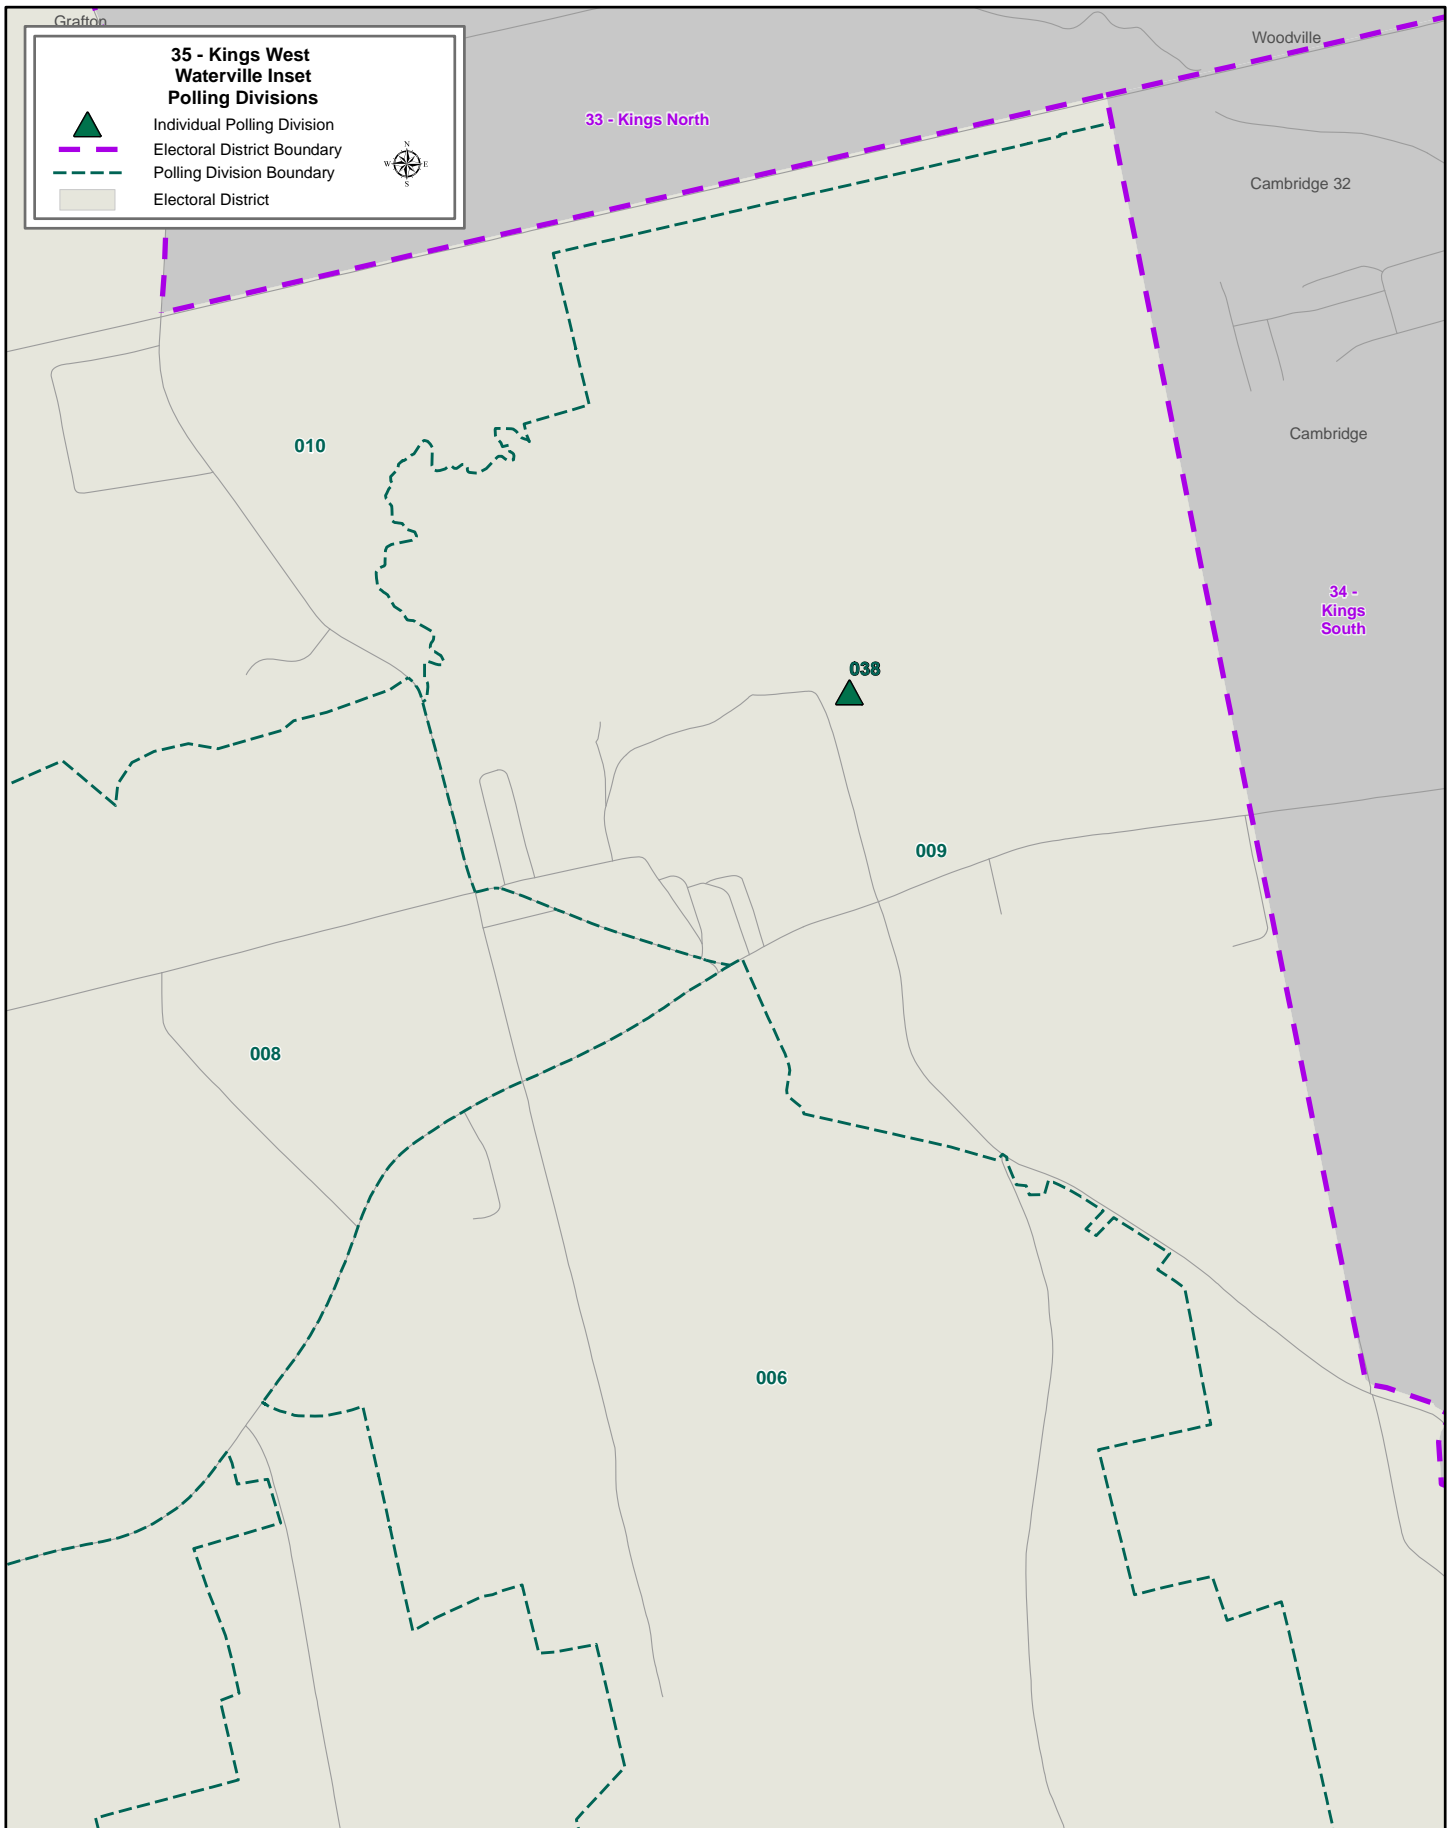 Grafton
35 - Kings West
Waterville Inset
Polling Divisions
Individual Polling Division
Electoral District Boundary
Polling Division Boundary
Electoral District
N
W
E
S
Woodville
33 - Kings North
Cambridge 32
Cambridge
010
34 -
Kings
South
038
009
008
006